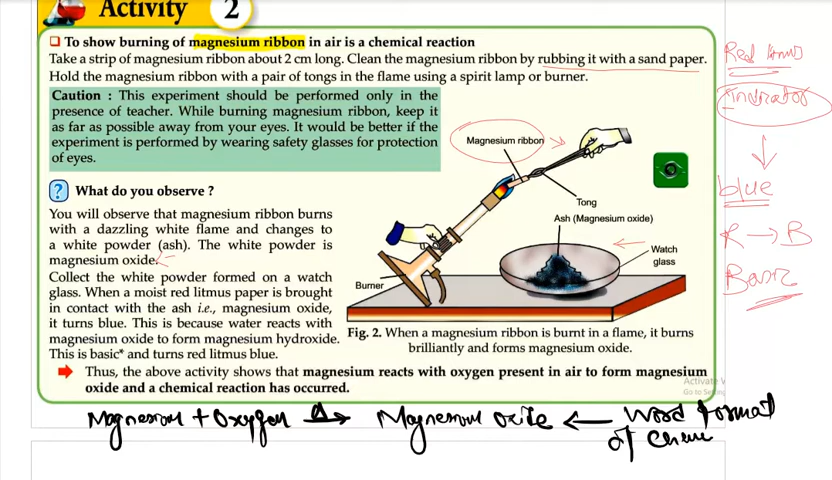 Activity 2
❑ To show burning of magnesium ribbon in air is a chemical reaction
Take a strip of magnesium ribbon about 2 cm long. Clean the magnesium ribbon by rubbing it with a sand paper.
Hold the magnesium ribbon with a pair of tongs in the flame using a spirit lamp or burner.
Caution : This experiment should be performed only in the
presence of teacher. While burning magnesium ribbon, keep it
as far as possible away from your eyes. It would be better if the
experiment is performed by wearing safety glasses for protection
of eyes.
? What do you observe ?
You will observe that magnesium ribbon burns
with a dazzling white flame and changes to
a white powder (ash). The white powder is
magnesium oxide.
Collect the white powder formed on a watch
glass. When a moist red litmus paper is brought
in contact with the ash i.e., magnesium oxide,
it turns blue. This is because water reacts with
magnesium oxide to form magnesium hydroxide.
This is basic* and turns red litmus blue.
Magnesium ribbon
Tong
Ash (Magnesium oxide)
Watch
glass
Burner
Fig. 2. When a magnesium ribbon is burnt in a flame, it burns
brilliantly and forms magnesium oxide.
Thus, the above activity shows that magnesium reacts with oxygen present in air to form magnesium
oxide and a chemical reaction has occurred.
Red
Indicator
blue
R → B
Basic
Activate
Go to Setting
Magnesium + Oxygen Δ→ Magnesium oxide ← Word format
of Chem